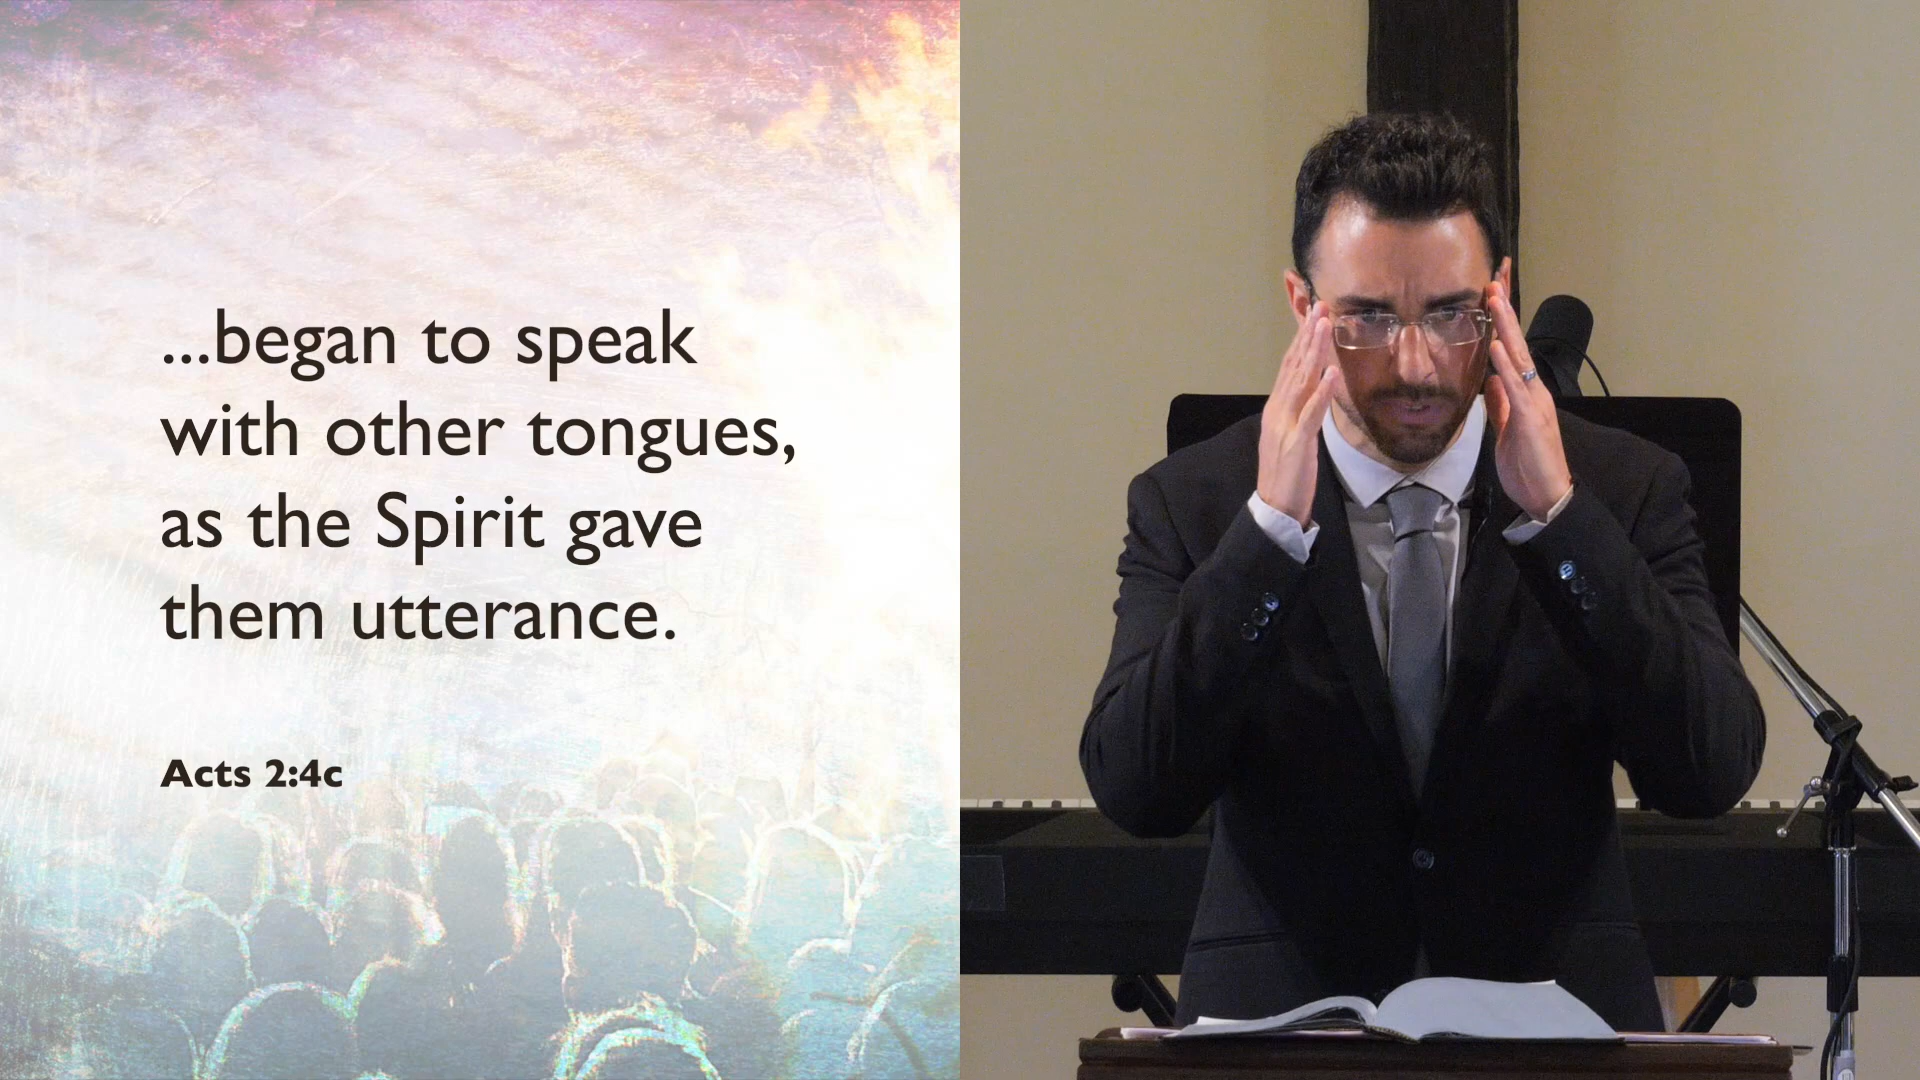 ...began to speak
with other tongues,
as the Spirit gave
them utterance.
Acts 2:4c